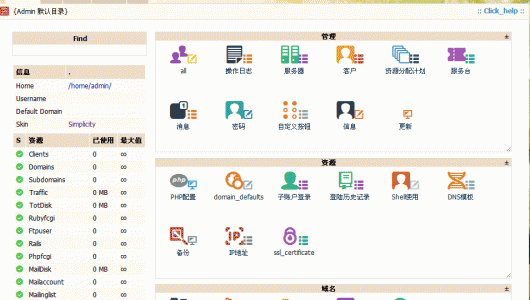 {Admin 默认目录}
:: Click_help ::
Find
信息 .
Home /home/admin/
Username
Default Domain
Skin Simplicity
S 资源 已使用 最大值
Clients 0 ∞
Domains 0 ∞
Subdomains 0 ∞
Traffic 0 MB ∞
TotDisk 0 MB ∞
Rubyfcgi 0 ∞
Ftpuser 0 ∞
Rails 0 ∞
Phpfcgi 0 ∞
MailDisk 0 MB ∞
Mailaccount 0 ∞
Mailinglist 0 ∞
管理
all 操作日志 服务器 客户 资源分配计划 服务台
消息 密码 自定义按钮 信息 更新
资源
php
PHP配置 domain_defaults 子账户登录 登陆历史记录 Shell使用 DNS模板
IP
备份 IP地址 ssl_certificate
域名